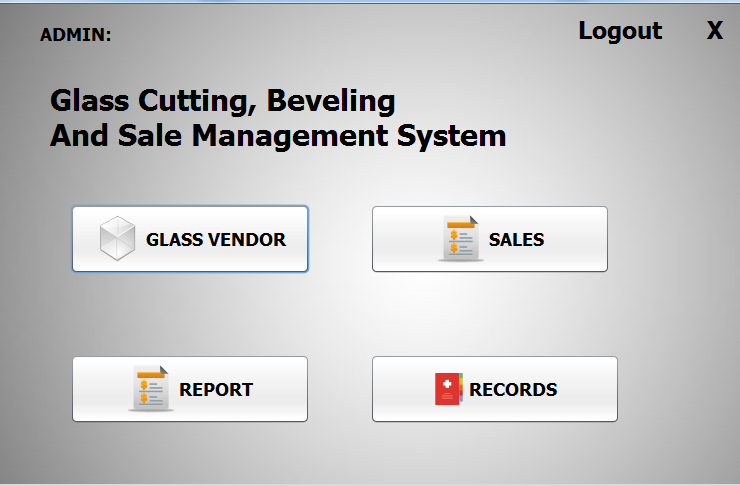 ADMIN:
Logout X
Glass Cutting, Beveling
And Sale Management System
GLASS VENDOR
SALES
REPORT
RECORDS